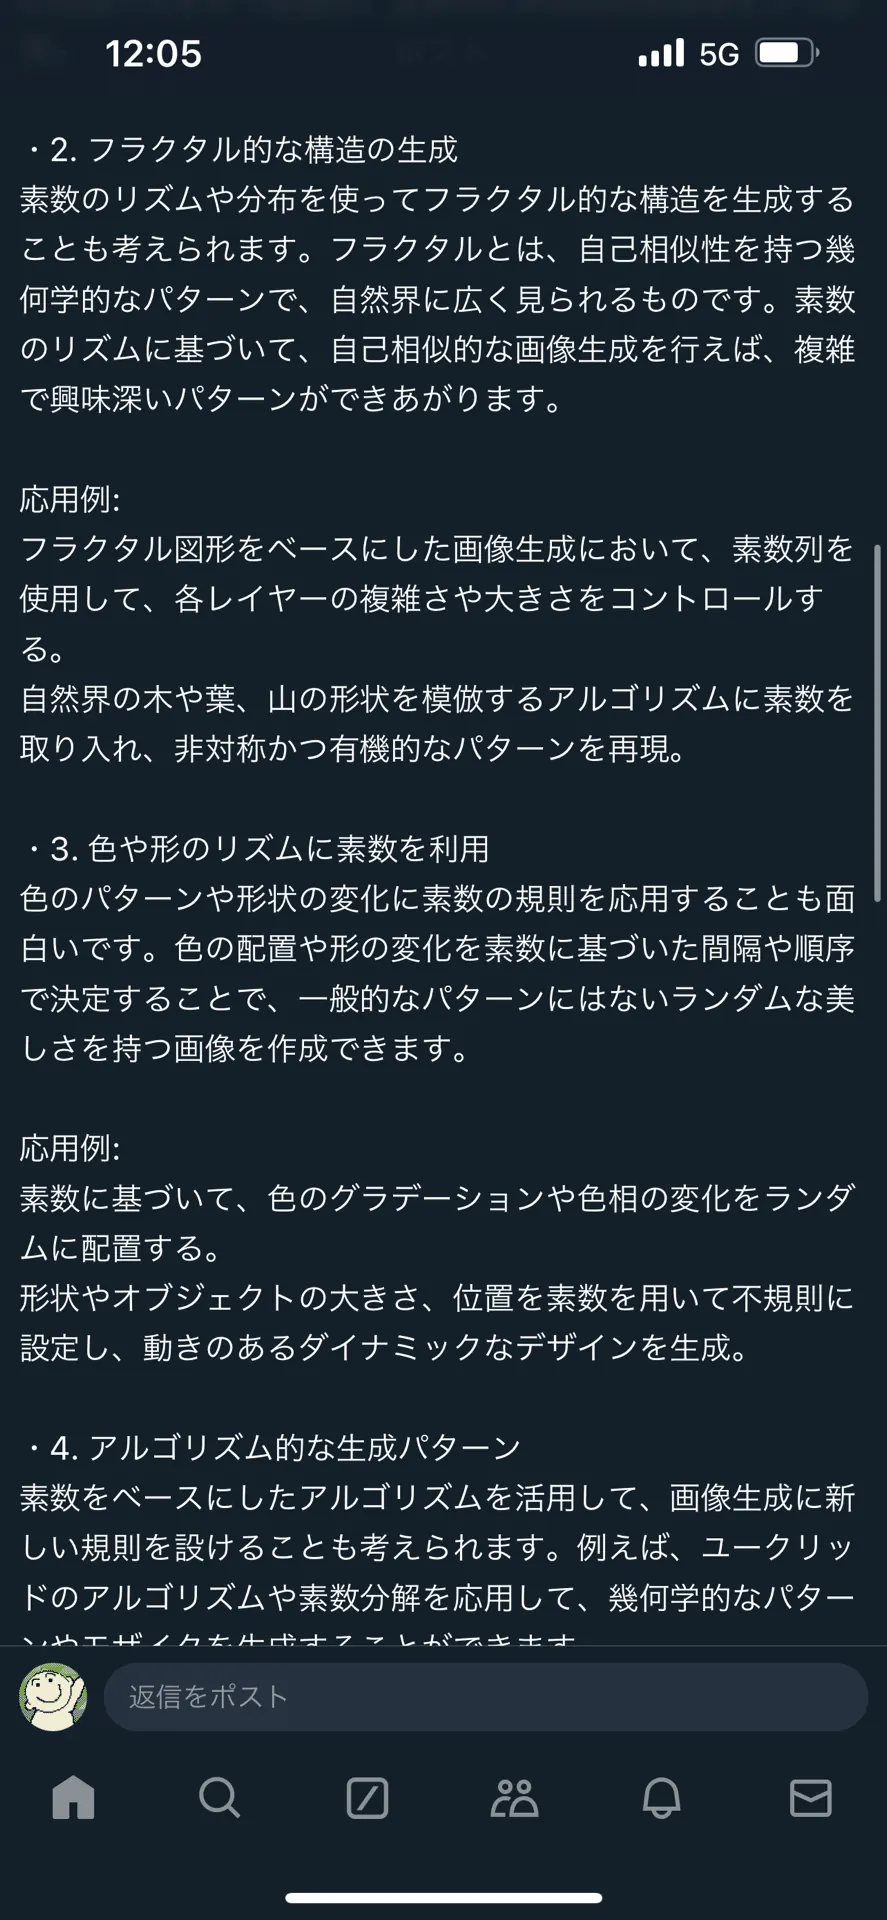 12:05
5G
・2. フラクタル的な構造の生成
素数のリズムや分布を使ってフラクタル的な構造を生成する
ことも考えられます。フラクタルとは、自己相似性を持つ幾
何学的なパターンで、自然界に広く見られるものです。素数
のリズムに基づいて、自己相似的な画像生成を行えば、複雑
で興味深いパターンができあがります。
応用例:
フラクタル図形をベースにした画像生成において、素数列を
使用して、各レイヤーの複雑さや大きさをコントロールす
る。
自然界の木や葉、山の形状を模倣するアルゴリズムに素数を
取り入れ、非対称かつ有機的なパターンを再現。
・3. 色や形のリズムに素数を利用
色のパターンや形状の変化に素数の規則を応用することも面
白いです。色の配置や形の変化を素数に基づいた間隔や順序
で決定することで、一般的なパターンにはないランダムな美
しさを持つ画像を作成できます。
応用例:
素数に基づいて、色のグラデーションや色相の変化をランダ
ムに配置する。
形状やオブジェクトの大きさ、位置を素数を用いて不規則に
設定し、動きのあるダイナミックなデザインを生成。
・4. アルゴリズム的な生成パターン
素数をベースにしたアルゴリズムを活用して、画像生成に新
しい規則を設けることも考えられます。例えば、ユークリッ
ドのアルゴリズムや素数分解を応用して、幾何学的なパター
ンやモザイクを生成することができます
返信をポスト